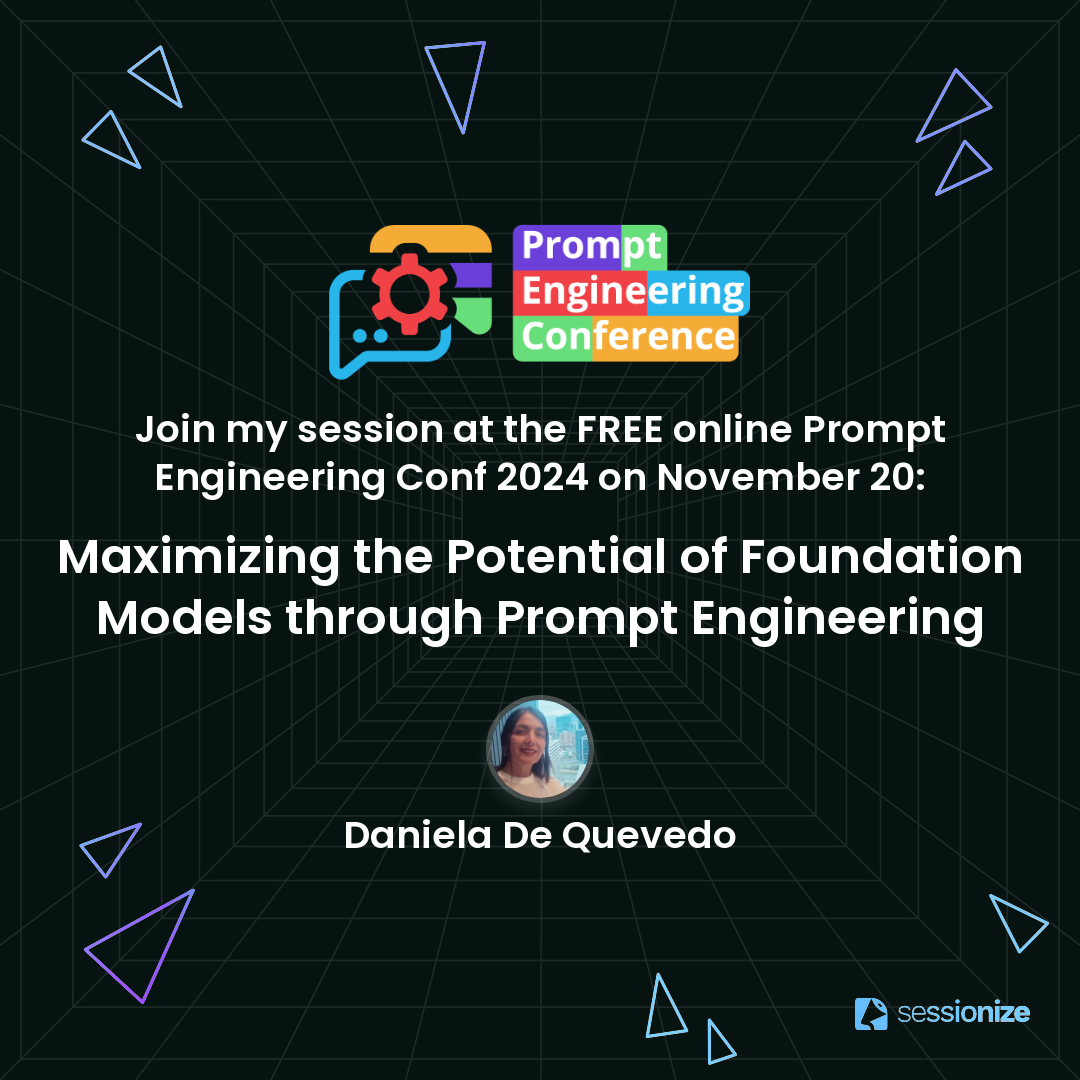 Prompt
Engineering
Conference
Join my session at the FREE online Prompt
Engineering Conf 2024 on November 20:
Maximizing the Potential of Foundation
Models through Prompt Engineering
Daniela De Quevedo
sessionize